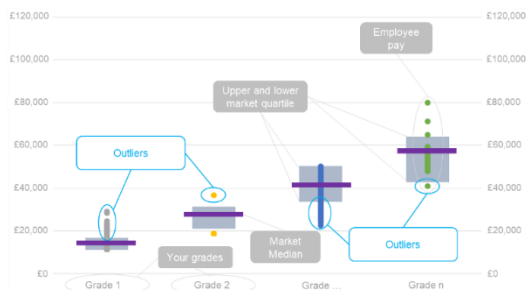 £120,000
£120,000
Employee
pay
£100,000
£100,000
Upper and lower
market quartile
£80,000
£80,000
£60,000
£60,000
Outliers
£40,000
£40,000
£20,000
£20,000
Market
Median
Outliers
Your grades
£0
£0
Grade 1
Grade 2
Grade ...
Grade n